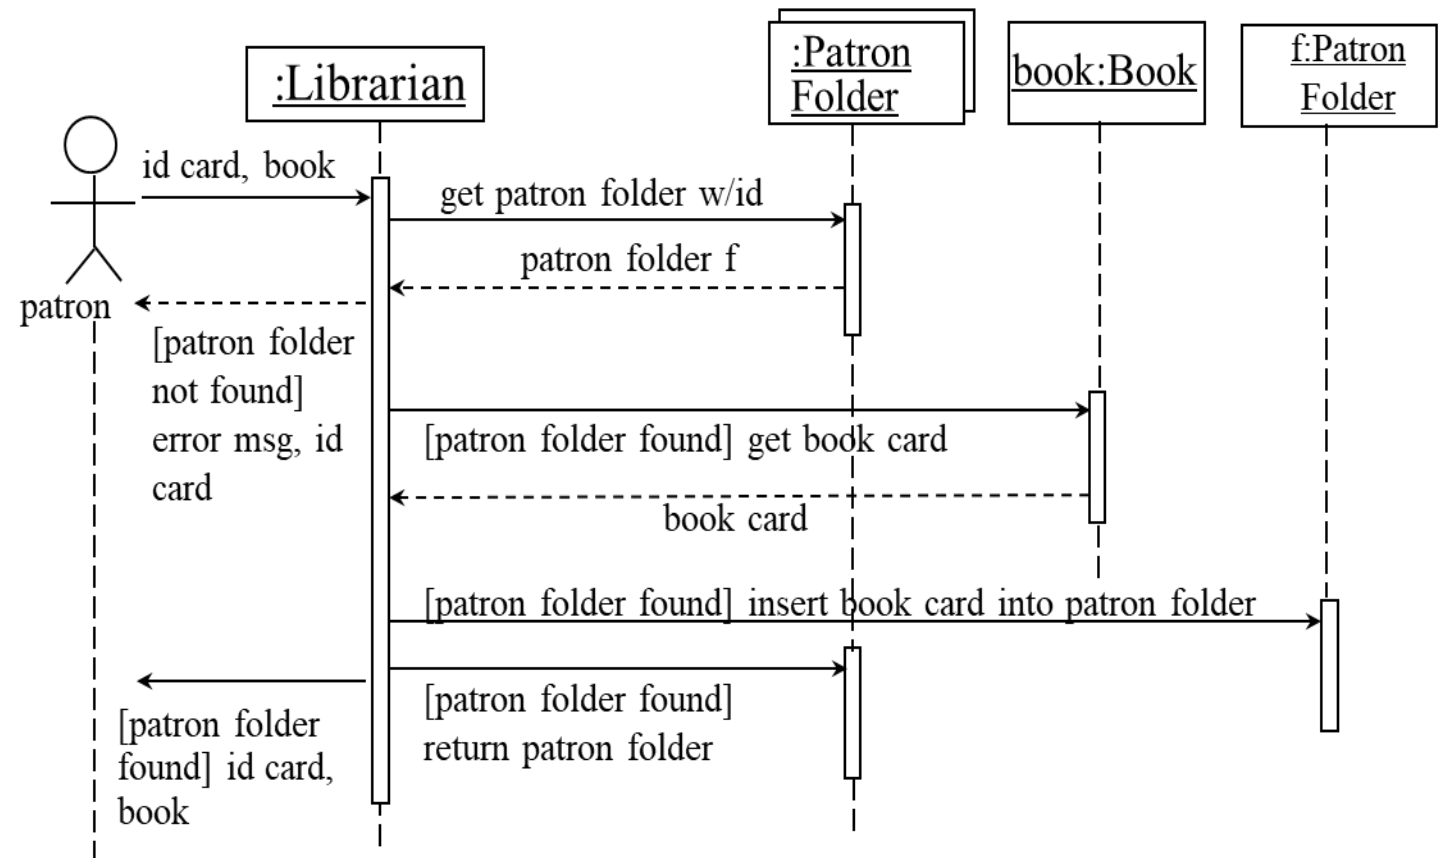 :Librarian
:Patron
Folder
book:Book
f:Patron
Folder
id card, book
get patron folder w/id
patron folder f
patron
[patron folder
not found]
error msg, id
card
[patron folder found] get book card
book card
[patron folder found] insert book card into patron folder
[patron folder found]
return patron folder
[patron folder
found] id card,
book